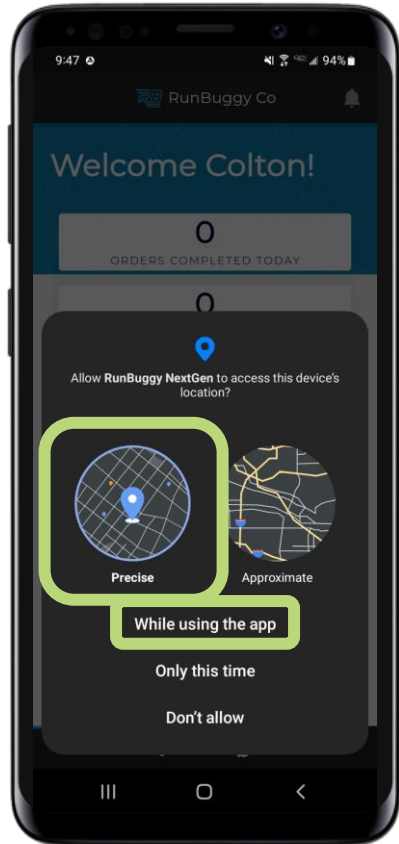 9:47 94%
RB RunBuggy Co
Welcome Colton!
0
ORDERS COMPLETED TODAY
0
Allow RunBuggy NextGen to access this device's
location?
Precise Approximate
While using the app
Only this time
Don't allow